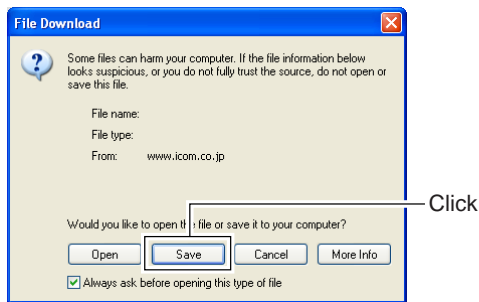 File Download
Some files can harm your computer. If the file information below
looks suspicious, or you do not fully trust the source, do not open or
save this file.
File name:
File type:
From: www.icom.co.jp
Click
Would you like to open the file or save it to your computer?
Open Save Cancel More Info
Always ask before opening this type of file